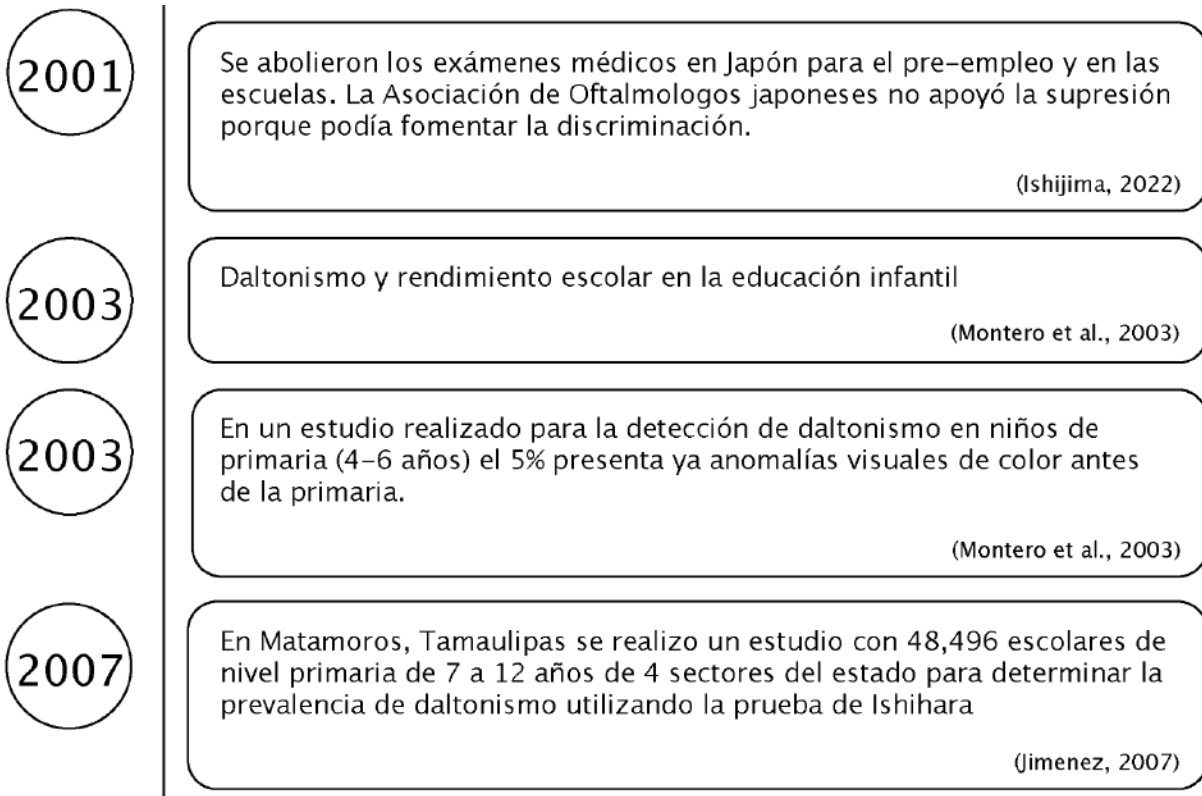 2001
Se abolieron los exámenes médicos en Japón para el pre-empleo y en las
escuelas. La Asociación de Oftalmologos japoneses no apoyó la supresión
porque podía fomentar la discriminación.
(Ishijima, 2022)
2003
Daltonismo y rendimiento escolar en la educación infantil
(Montero et al., 2003)
2003
En un estudio realizado para la detección de daltonismo en niños de
primaria (4-6 años) el 5% presenta ya anomalías visuales de color antes
de la primaria.
(Montero et al., 2003)
2007
En Matamoros, Tamaulipas se realizo un estudio con 48,496 escolares de
nivel primaria de 7 a 12 años de 4 sectores del estado para determinar la
prevalencia de daltonismo utilizando la prueba de Ishihara
(Jimenez, 2007)